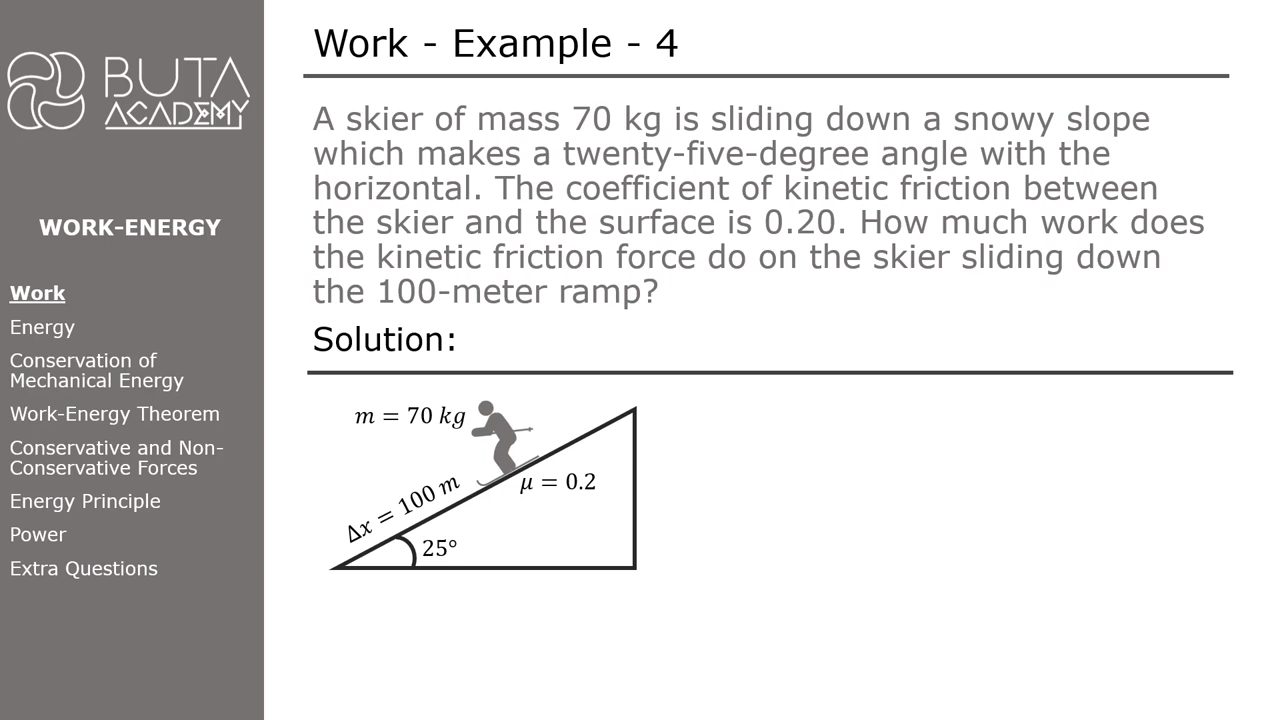 BUTA
ACADEMY
WORK-ENERGY
Work
Energy
Conservation of
Mechanical Energy
Work-Energy Theorem
Conservative and Non-
Conservative Forces
Energy Principle
Power
Extra Questions
Work - Example - 4
A skier of mass 70 kg is sliding down a snowy slope
which makes a twenty-five-degree angle with the
horizontal. The coefficient of kinetic friction between
the skier and the surface is 0.20. How much work does
the kinetic friction force do on the skier sliding down
the 100-meter ramp?
Solution:
m = 70 kg
Δx = 100 m
μ = 0.2
25°